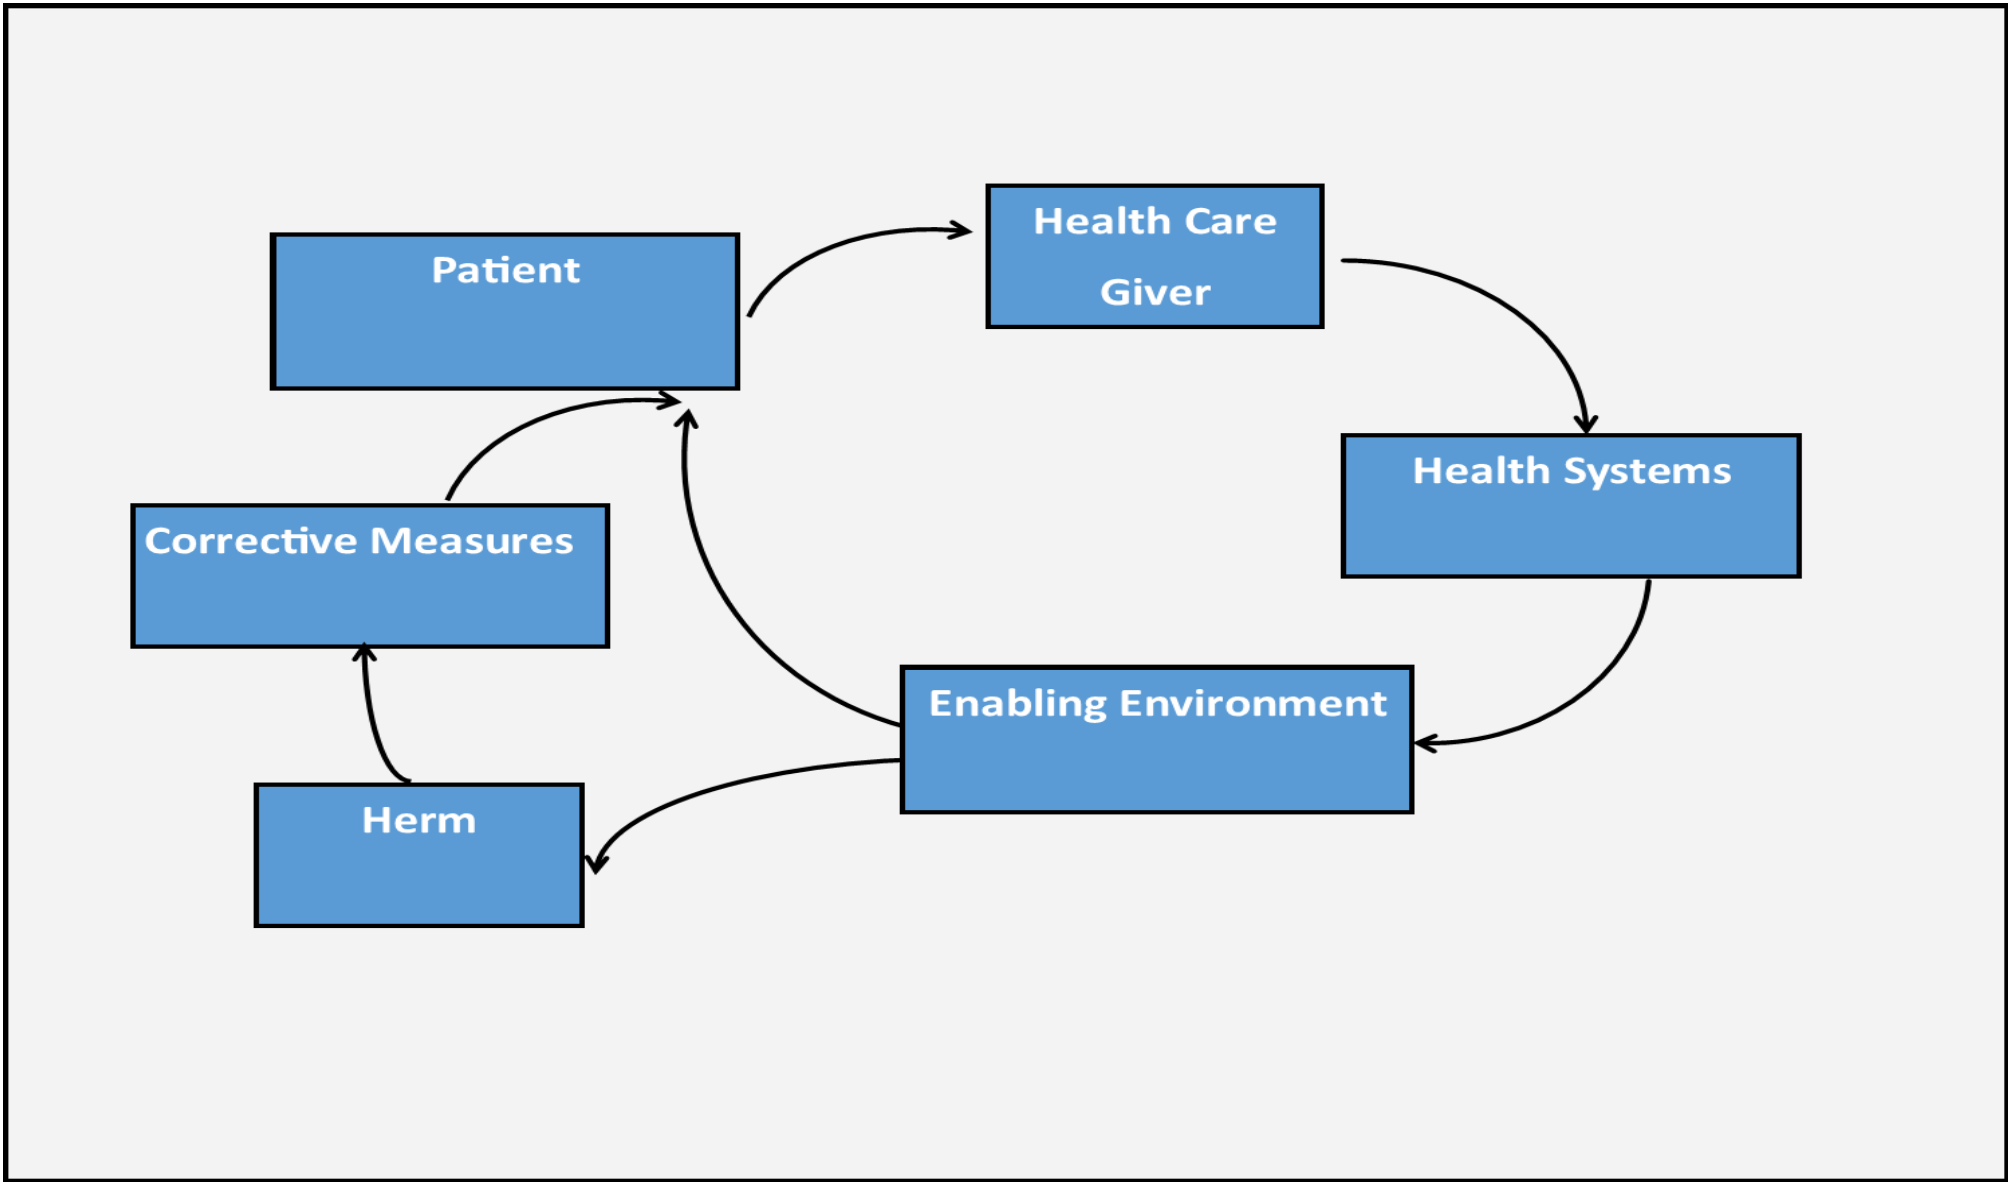 Patient
Health Care
Giver
Health Systems
Corrective Measures
Enabling Environment
Herm